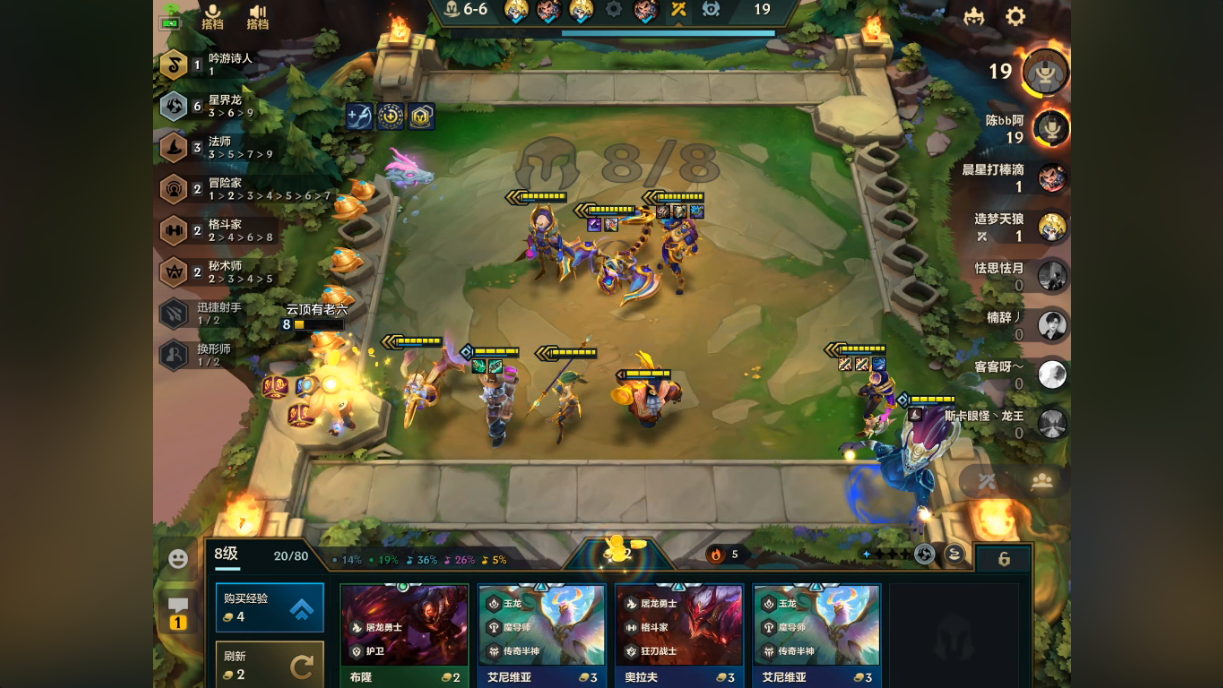 搭档
搭档
6-6
19
1
吟游诗人
1
6
星界龙
3 > 6 > 9
3
法师
3 > 5 > 7 > 9
2
冒险家
1 > 2 > 3 > 4 > 5 > 6 > 7
2
格斗家
2 > 4 > 6 > 8
2
秘术师
2 > 3 > 4 > 5
迅捷射手
1 / 2
换形师
1 / 2
8/8
云顶有老六
8
19
陈bb阿
19
晨星打棒滴
1
造梦天狼
1
怯思怯月
0
楠辞丿
0
客客呀~
0
斯卡眼怪丶龙王
0
8级
20/80
14%
19%
36%
26%
5%
2
5
购买经验
4
刷新
2
屠龙勇士
护卫
布隆
2
玉龙
魔导师
传奇半神
艾尼维亚
3
屠龙勇士
格斗家
狂刃战士
奥拉夫
3
玉龙
魔导师
传奇半神
艾尼维亚
3
1